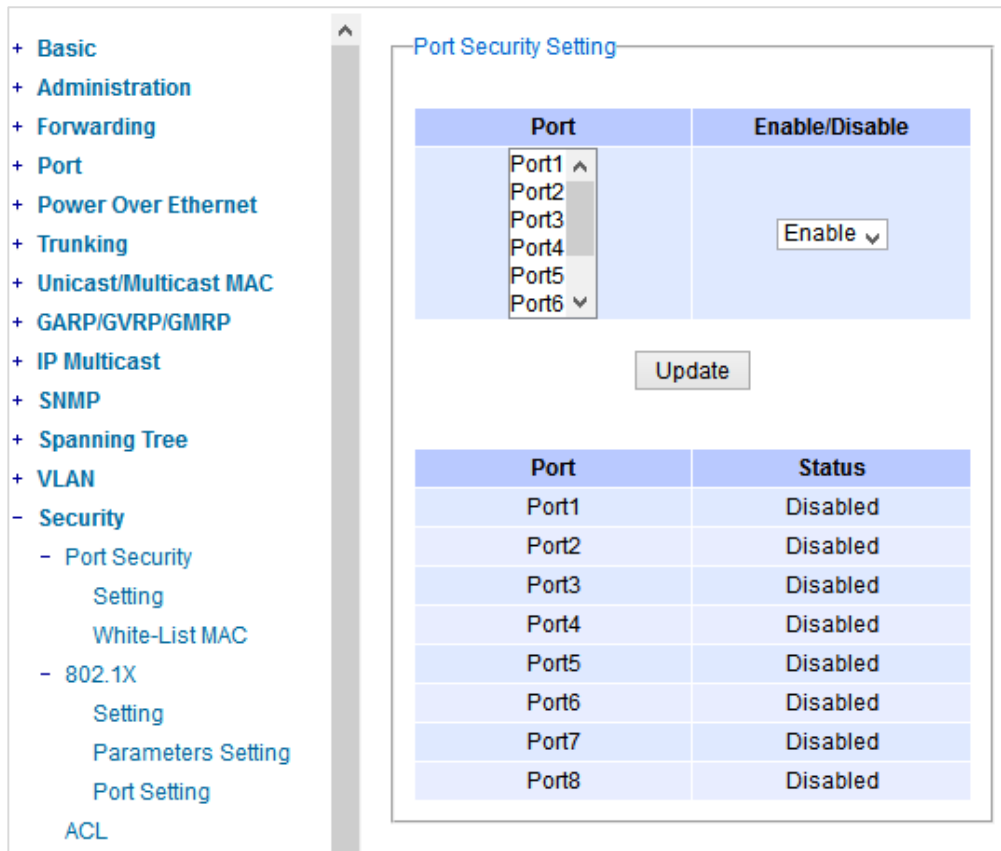 + Basic
+ Administration
+ Forwarding
+ Port
+ Power Over Ethernet
+ Trunking
+ Unicast/Multicast MAC
+ GARP/GVRP/GMRP
+ IP Multicast
+ SNMP
+ Spanning Tree
+ VLAN
- Security
- Port Security
Setting
White-List MAC
- 802.1X
Setting
Parameters Setting
Port Setting
ACL
Port Security Setting
Port Enable/Disable
Port1
Port2
Port3
Port4
Port5
Port6
Enable
Update
Port Status
Port1 Disabled
Port2 Disabled
Port3 Disabled
Port4 Disabled
Port5 Disabled
Port6 Disabled
Port7 Disabled
Port8 Disabled